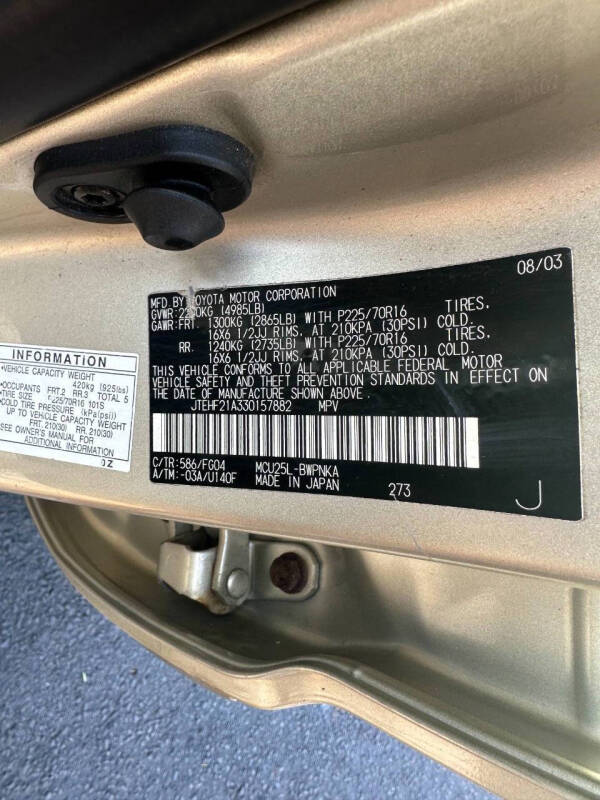 08/03
MFD. BY TOYOTA MOTOR CORPORATION
GVWR: (4985LB)
GAWR: FRT. 1300KG (2865LB) WITH P225/70R16 TIRES.
16X6 1/2JJ RIMS, AT 210KPA (30PSI) COLD.
RR. 1240KG (2735LB) WITH P225/70R16 TIRES.
16X6 1/2JJ RIMS, AT 210KPA (30PSI) COLD.
THIS VEHICLE CONFORMS TO ALL APPLICABLE FEDERAL MOTOR
VEHICLE SAFETY AND THEFT PREVENTION STANDARDS IN EFFECT ON
THE DATE OF MANUFACTURE SHOWN ABOVE.
JTEHF21A330157882 MPV
C/TR: 586/FG04 MCU25L-BWPNKA
A/TM: -03A/U140F MADE IN JAPAN 273 J
INFORMATION
•VEHICLE CAPACITY WEIGHT
420kg (925lbs)
•OCCUPANTS FRT.2 RR.3 TOTAL 5
•TIRE SIZE 101S
•COLD TIRE PRESSURE (kPa(psi))
UP TO VEHICLE CAPACITY WEIGHT
FRT. 210(30) RR. 210(30)
SEE OWNER'S MANUAL FOR
ADDITIONAL INFORMATION
0Z